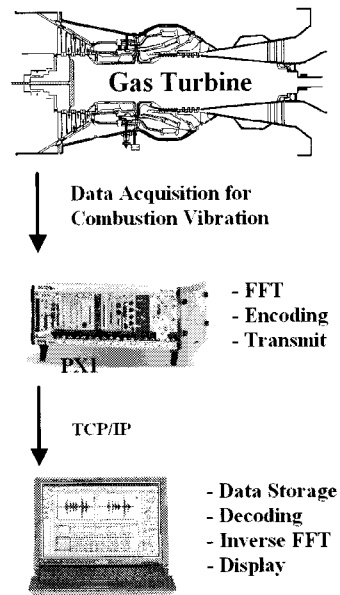 Gas Turbine
Data Acquisition for
Combustion Vibration
- FFT
- Encoding
- Transmit
PXI
TCP/IP
- Data Storage
- Decoding
- Inverse FFT
- Display